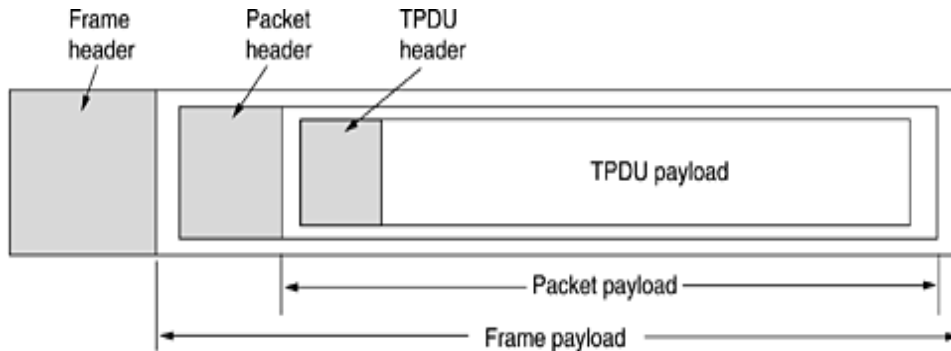 Frame
header
Packet
header
TPDU
header
TPDU payload
Packet payload
Frame payload